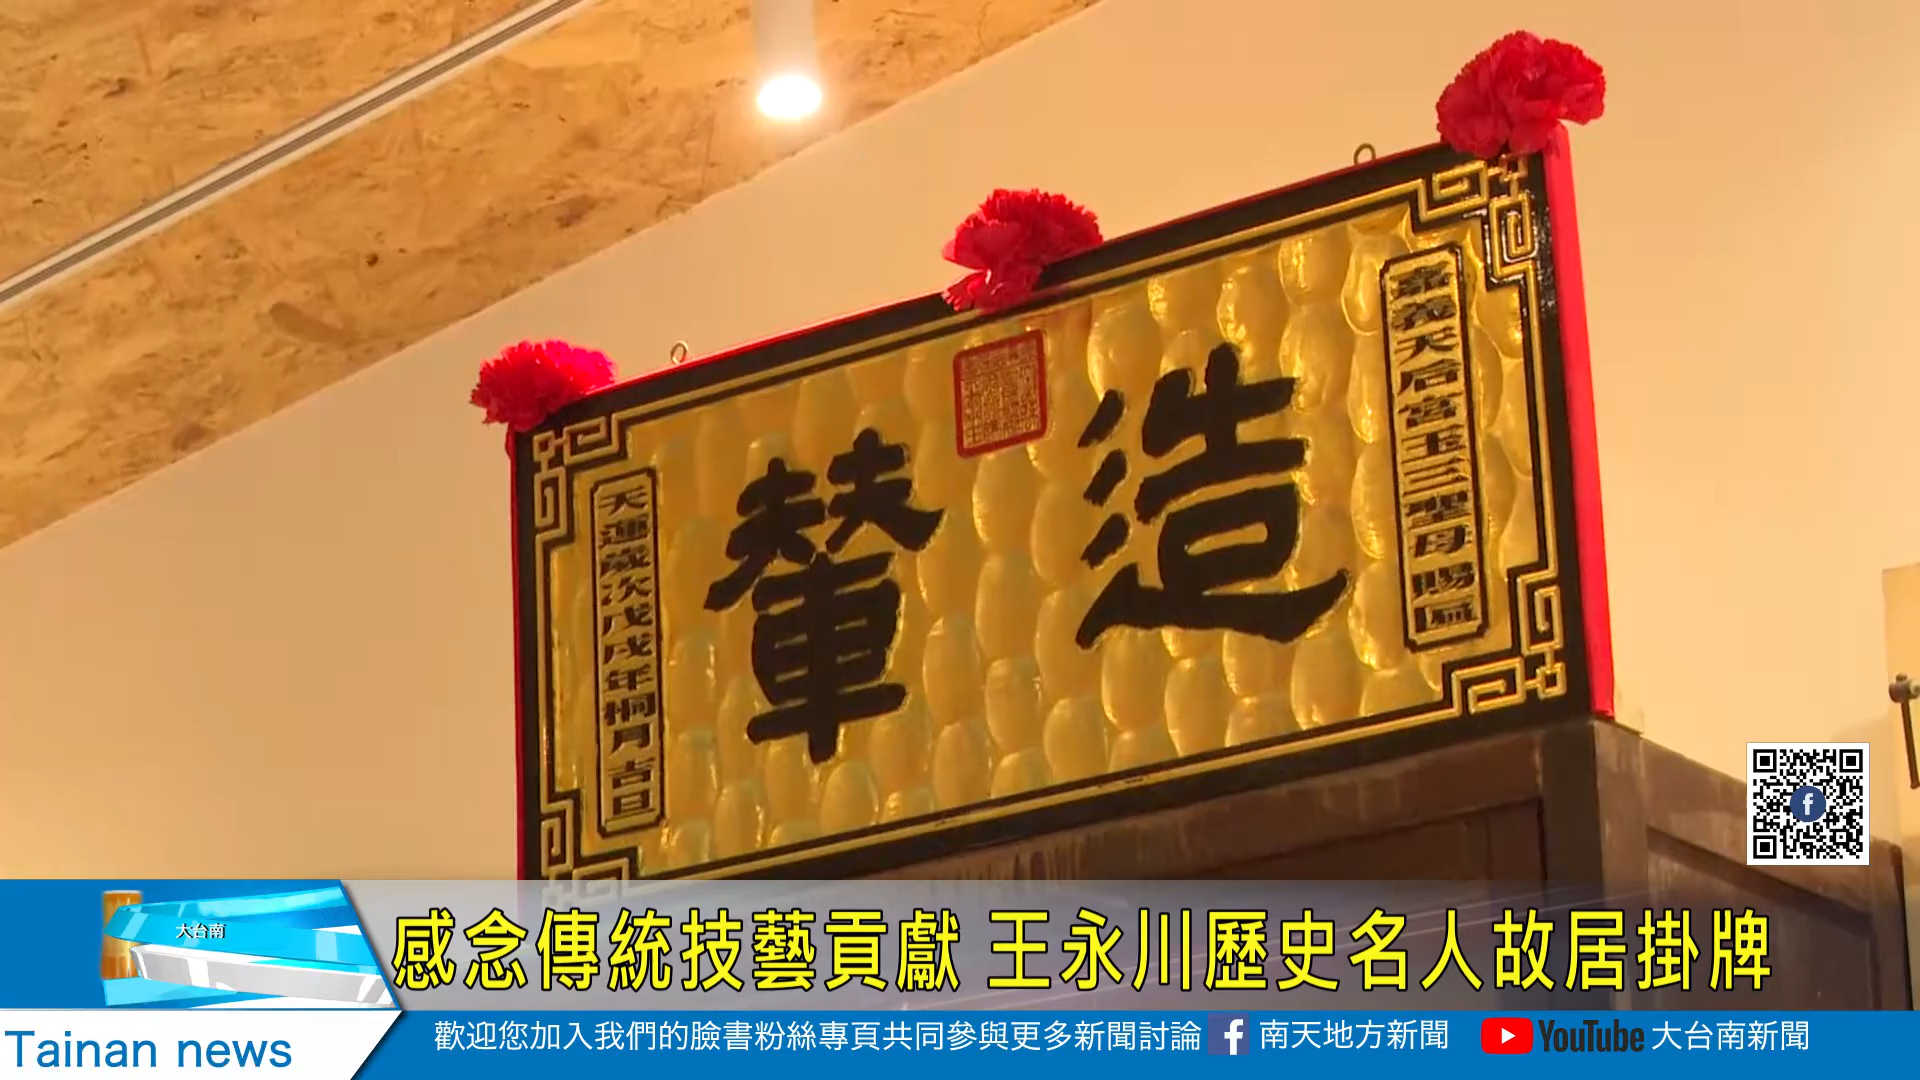 造輦
嘉義天后宮玉三聖母賜匾
天運歲次戊戌年桐月吉旦
大台南
感念傳統技藝貢獻 王永川歷史名人故居掛牌
Tainan news
歡迎您加入我們的臉書粉絲專頁共同參與更多新聞討論 南天地方新聞 YouTube 大台南新聞